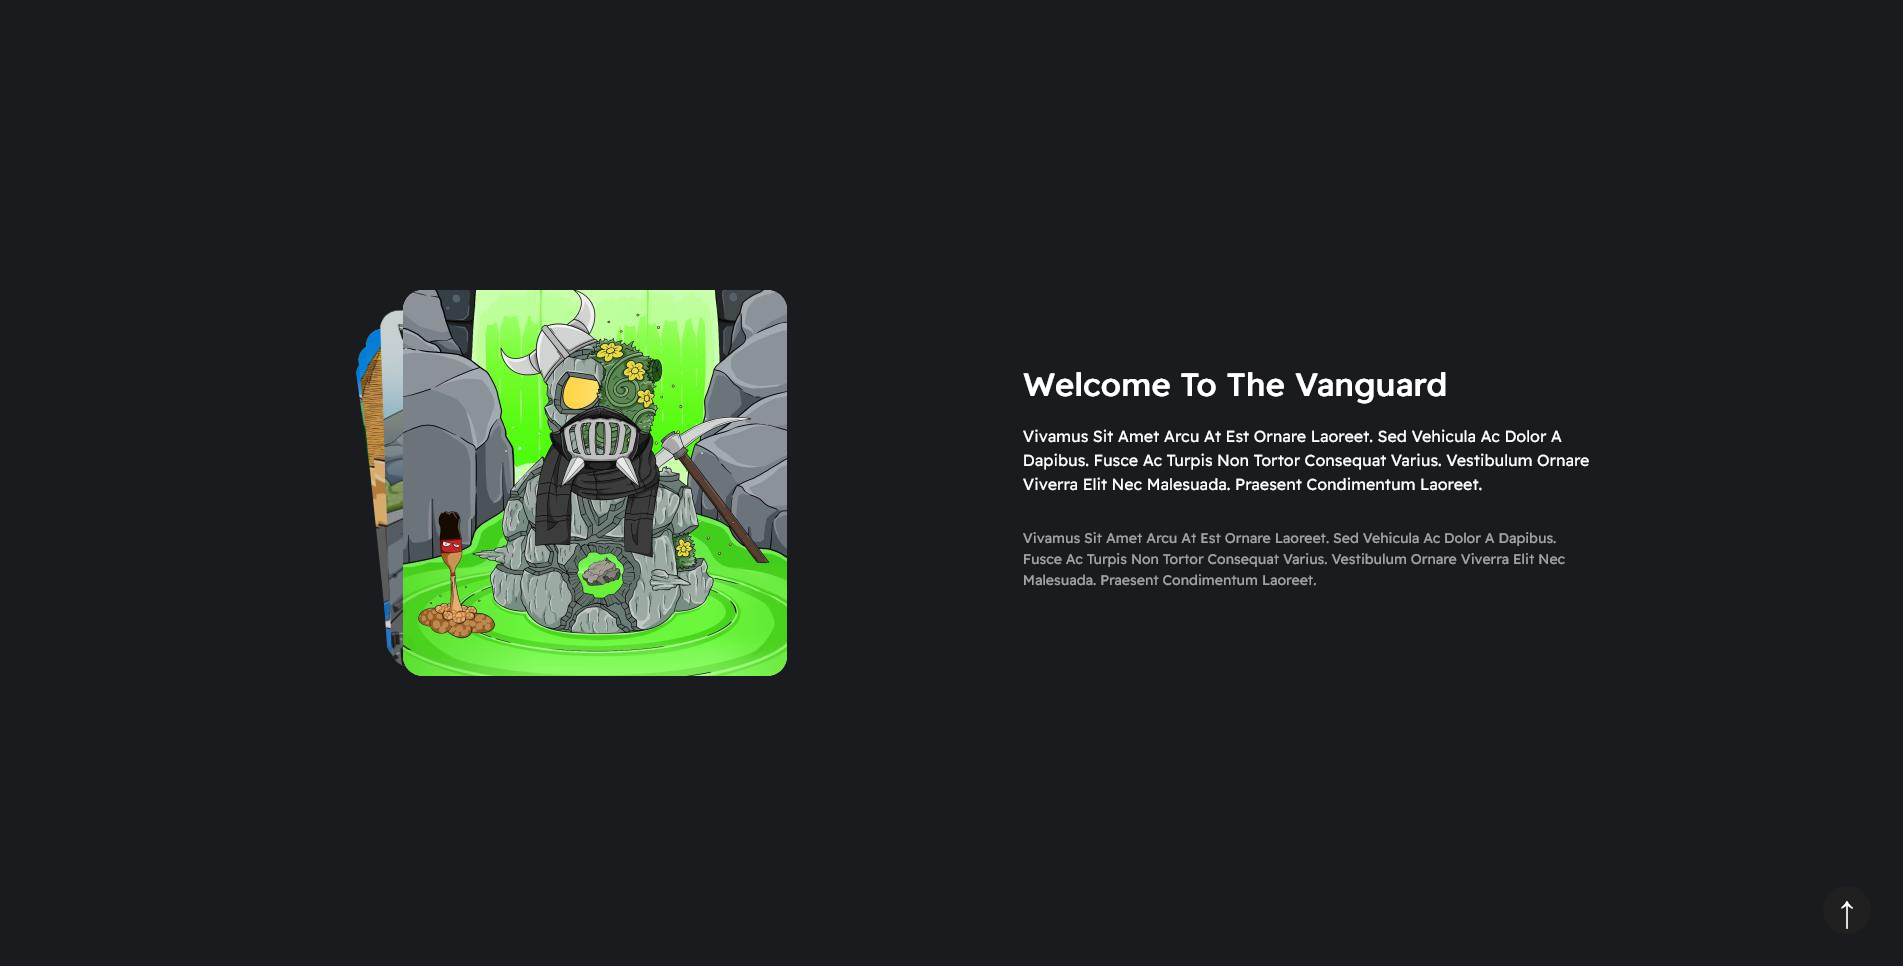 Welcome To The Vanguard
Vivamus Sit Amet Arcu At Est Ornare Laoreet. Sed Vehicula Ac Dolor A
Dapibus. Fusce Ac Turpis Non Tortor Consequat Varius. Vestibulum Ornare
Viverra Elit Nec Malesuada. Praesent Condimentum Laoreet.
Vivamus Sit Amet Arcu At Est Ornare Laoreet. Sed Vehicula Ac Dolor A Dapibus.
Fusce Ac Turpis Non Tortor Consequat Varius. Vestibulum Ornare Viverra Elit Nec
Malesuada. Praesent Condimentum Laoreet.